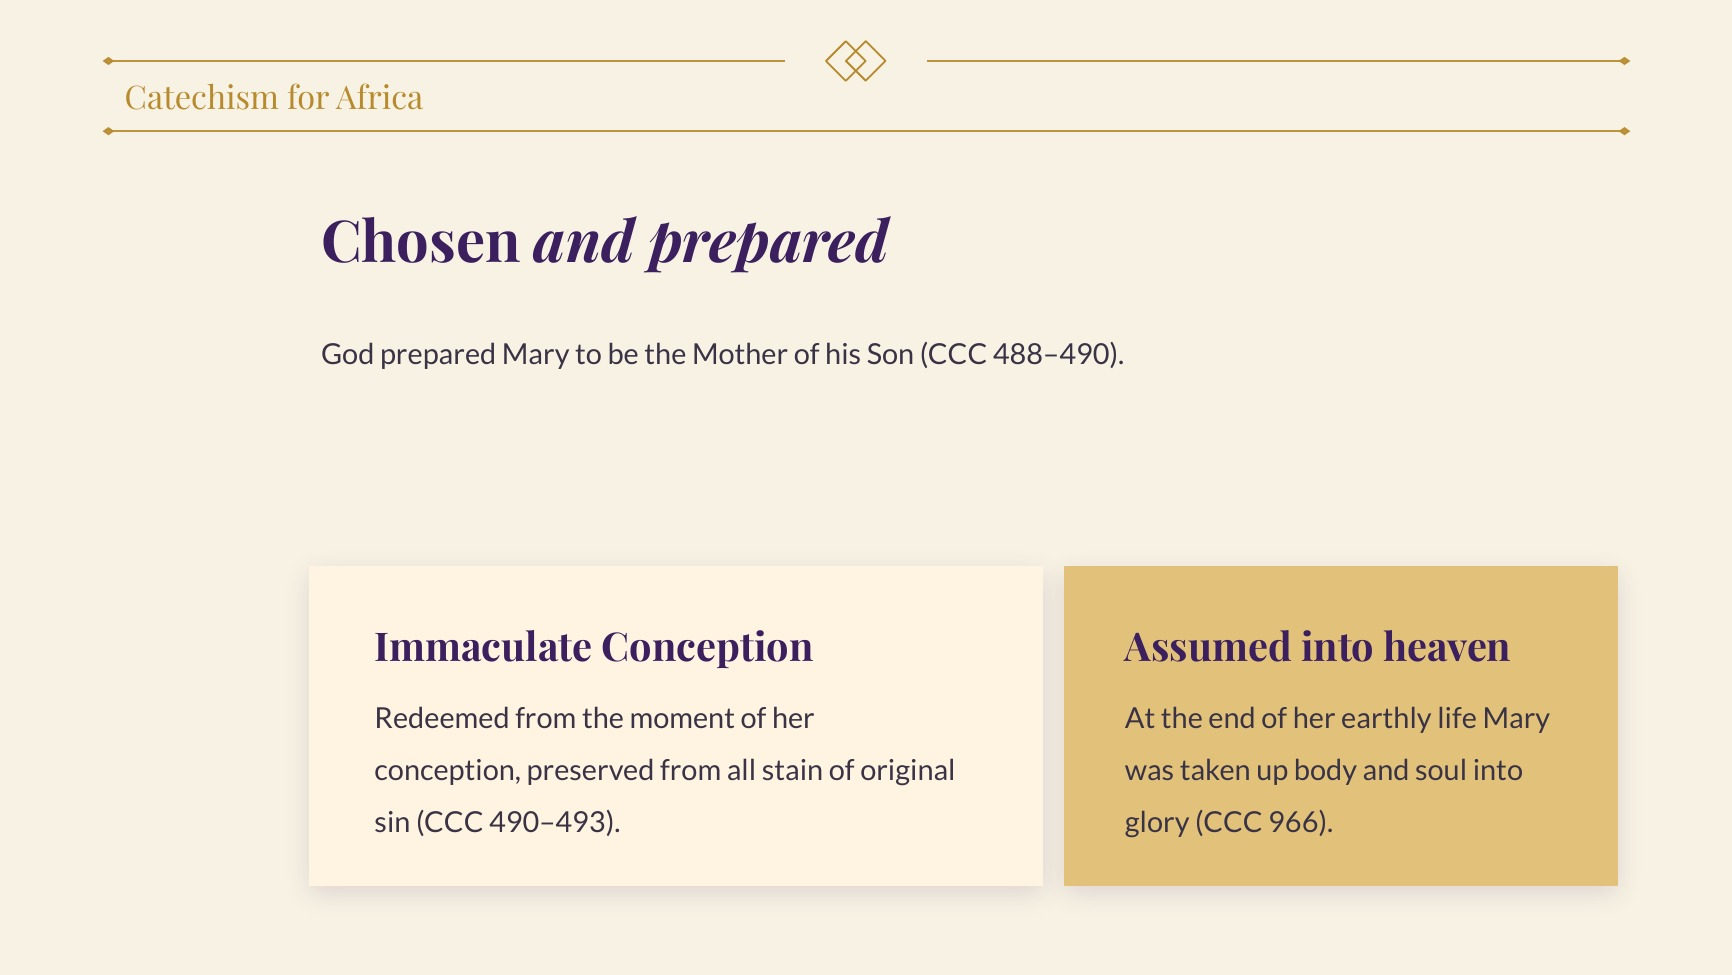 Catechism for Africa
Chosen and prepared
God prepared Mary to be the Mother of his Son (CCC 488–490).
Immaculate Conception
Redeemed from the moment of her
conception, preserved from all stain of original
sin (CCC 490–493).
Assumed into heaven
At the end of her earthly life Mary
was taken up body and soul into
glory (CCC 966).